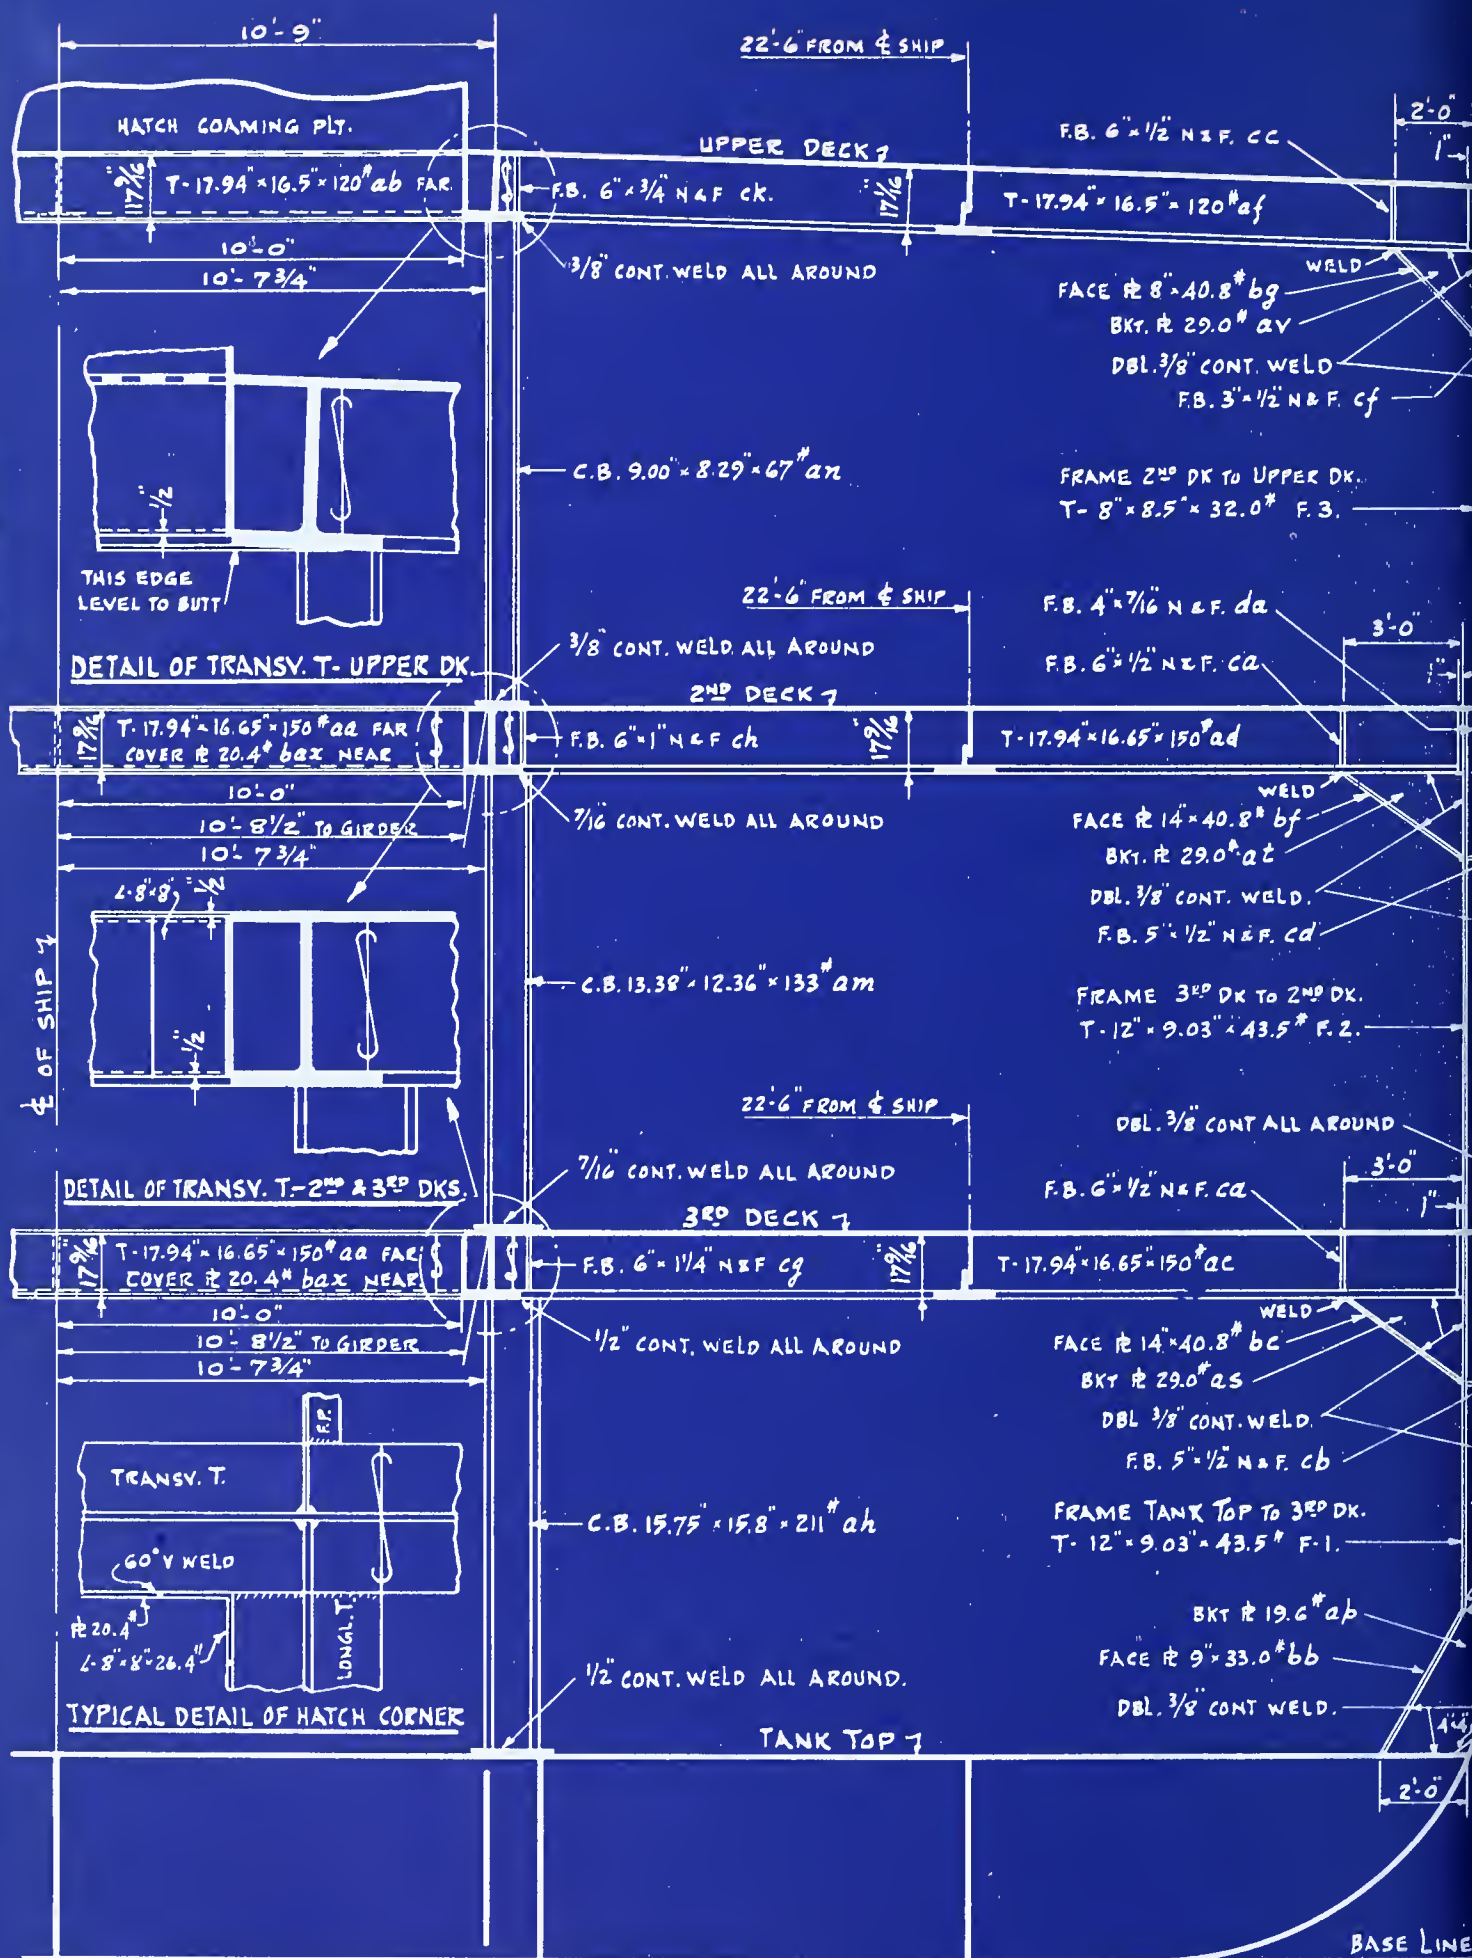 10'-9"
22'-6" FROM ℄ SHIP
HATCH COAMING PLT.
UPPER DECK
F.B. 6" × 1/2" N & F. cc
2'-0"
1"
17 9/16"
T-17.94" × 16.5" × 120# ab FAR.
F.B. 6" × 3/4" N & F ck.
17 1/16"
T-17.94" × 16.5" × 120# af
10'-0"
10'-7 3/4"
3/8" CONT. WELD ALL AROUND
WELD
FACE ⅊ 8" × 40.8# bg
BKT. ⅊ 29.0# av
DBL. 3/8" CONT. WELD
F.B. 3" × 1/2" N & F. cf
C.B. 9.00" × 8.29" × 67# an
FRAME 2ND DK TO UPPER DK.
T- 8" × 8.5" × 32.0# F.3.
1/2"
THIS EDGE
LEVEL TO BUTT
DETAIL OF TRANSV. T- UPPER DK.
22'-6" FROM ℄ SHIP
F.B. 4" × 7/16 N & F. da
3'-0"
3/8" CONT. WELD ALL AROUND
F.B. 6" × 1/2" N & F. ca
1"
2ND DECK
17 9/16"
T-17.94" × 16.65" × 150# aa FAR
COVER ⅊ 20.4# bax NEAR
F.B. 6" × 1" N & F ch
17 9/16"
T-17.94" × 16.65" × 150# ad
10'-0"
10'-8 1/2" TO GIRDER
10'-7 3/4"
7/16" CONT. WELD ALL AROUND
WELD
FACE ⅊ 14" × 40.8# bf
BKT. ⅊ 29.0# at
DBL. 3/8" CONT. WELD.
F.B. 5" × 1/2" N & F. cd
L-8"×8"
1/2"
℄ OF SHIP
1/2"
C.B. 13.38" × 12.36" × 133# am
FRAME 3RD DK TO 2ND DK.
T-12" × 9.03" × 43.5# F.2.
22'-6" FROM ℄ SHIP
DBL. 3/8" CONT ALL AROUND
DETAIL OF TRANSV. T.-2ND & 3RD DKS.
7/16" CONT. WELD ALL AROUND
3'-0"
F.B. 6" × 1/2" N & F. ca
1"
3RD DECK
17 9/16"
T-17.94" × 16.65" × 150# aa FAR
COVER ⅊ 20.4# bax NEAR
F.B. 6" × 1 1/4" N & F cg
17 9/16"
T-17.94" × 16.65" × 150# ac
10'-0"
10'-8 1/2" TO GIRDER
10'-7 3/4"
1/2" CONT. WELD ALL AROUND
WELD
FACE ⅊ 14" × 40.8# bc
BKT ⅊ 29.0# as
DBL 3/8" CONT. WELD.
F.B. 5" × 1/2" N & F. cb
TRANSV. T.
60° V WELD
⅊ 20.4#
L-8"×8"×26.4#
LONGL. T.
TYPICAL DETAIL OF HATCH CORNER
C.B. 15.75" × 15.8" × 211# ah
FRAME TANK TOP TO 3RD DK.
T- 12" × 9.03" × 43.5# F-1.
BKT ⅊ 19.6# ap
FACE ⅊ 9" × 33.0# bb
DBL. 3/8" CONT WELD.
1/2" CONT. WELD ALL AROUND.
TANK TOP
2'-0"
BASE LINE